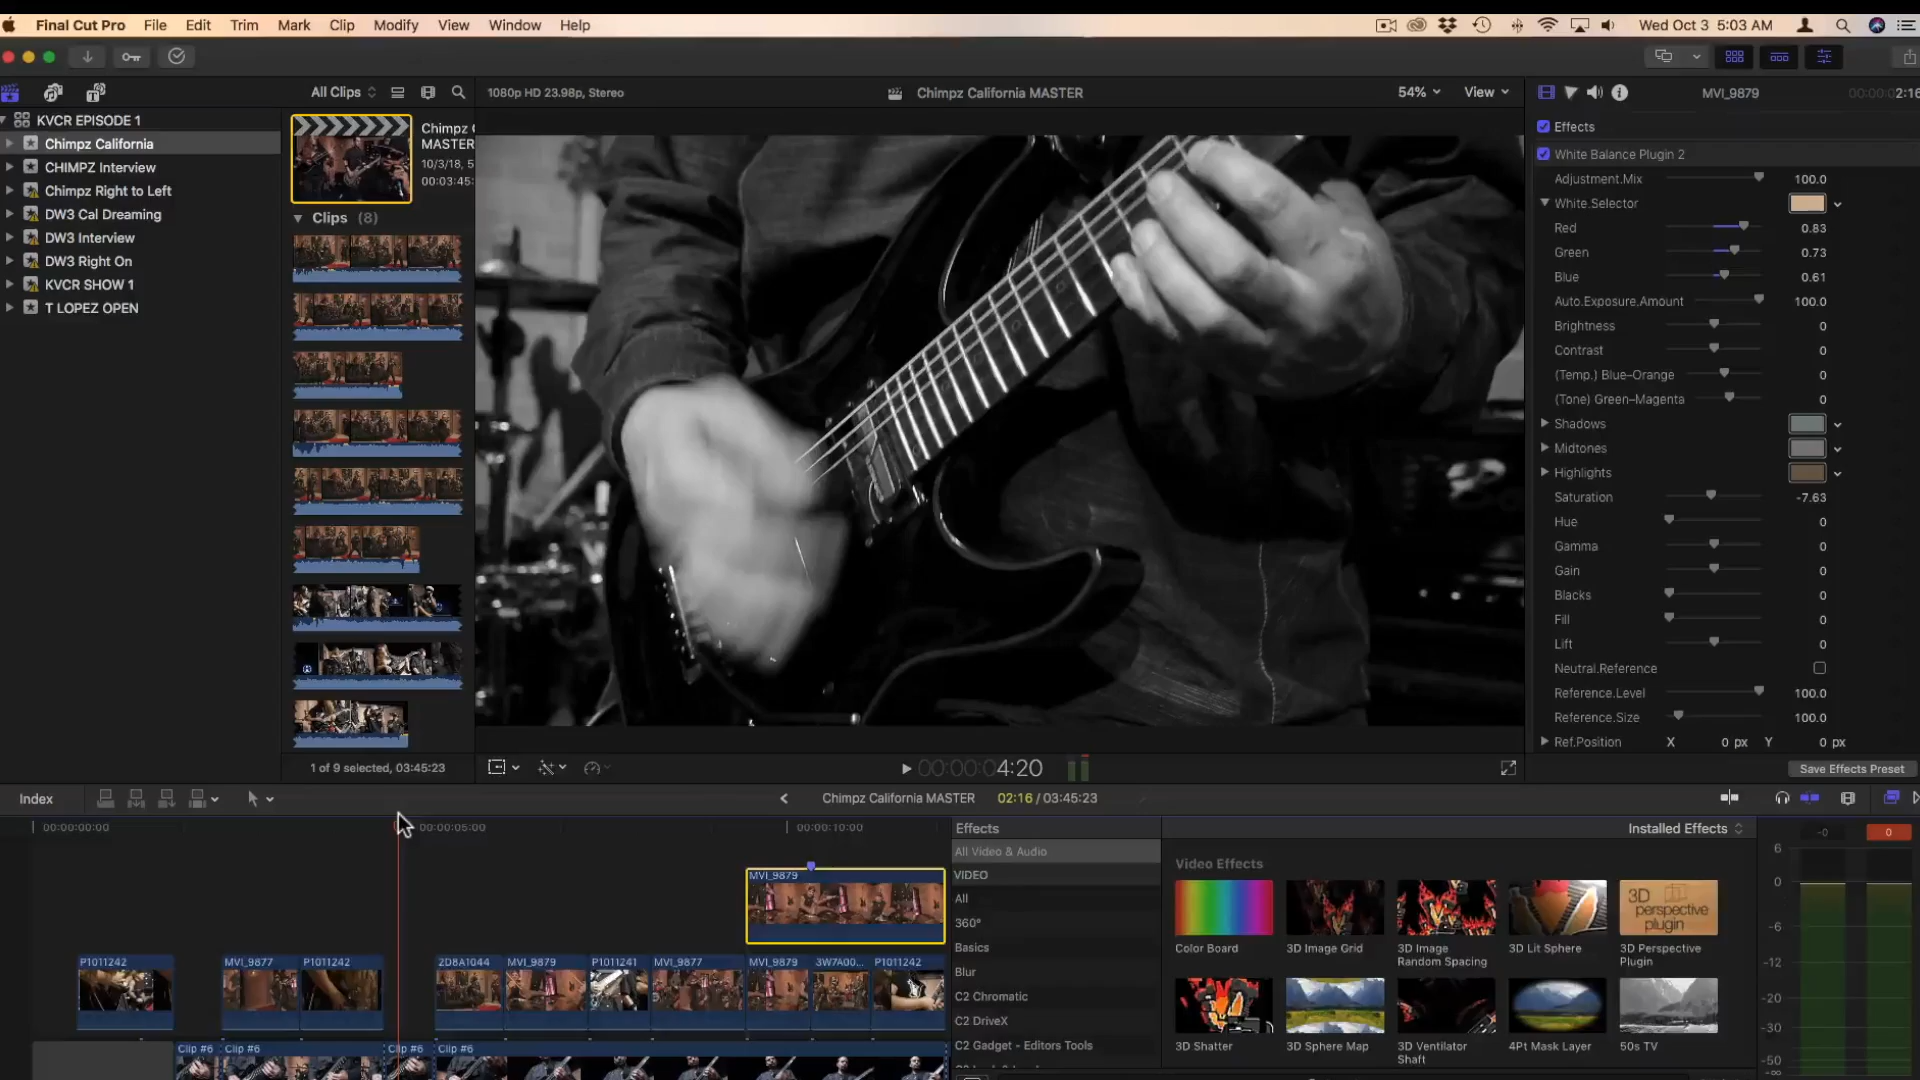 Final Cut Pro File Edit Trim Mark Clip Modify View Window Help Wed Oct 3 5:03 AM
All Clips
1080p HD 23.98p, Stereo
Chimpz California MASTER
54%
View
MVI_9879
2:16
KVCR EPISODE 1
Chimpz California
CHIMPZ Interview
Chimpz Right to Left
DW3 Cal Dreaming
DW3 Interview
DW3 Right On
KVCR SHOW 1
T LOPEZ OPEN
Chimpz
MASTER
10/3/18, 5
00:03:45:
Clips (8)
1 of 9 selected, 03:45:23
Effects
White Balance Plugin 2
Adjustment.Mix 100.0
White.Selector
Red 0.83
Green 0.73
Blue 0.61
Auto.Exposure.Amount 100.0
Brightness 0
Contrast 0
(Temp.) Blue–Orange 0
(Tone) Green–Magenta 0
Shadows
Midtones
Highlights
Saturation -7.63
Hue 0
Gamma 0
Gain 0
Blacks 0
Fill 0
Lift 0
Neutral.Reference
Reference.Level 100.0
Reference.Size 100.0
Ref.Position X 0 px Y 0 px
Save Effects Preset
00:00:04:20
Index
Chimpz California MASTER
02:16 / 03:45:23
00:00:00:00
00:00:05:00
00:00:10:00
MVI_9879
P1011242
MVI_9877
P1011242
2D8A1044
MVI_9879
P1011241
MVI_9877
MVI_9879
3W7A00...
P1011242
Clip #6
Clip #6
Clip #6
Clip #6
Effects
Installed Effects
All Video & Audio
VIDEO
All
360°
Basics
Blur
C2 Chromatic
C2 DriveX
C2 Gadget - Editors Tools
Video Effects
Color Board
3D Image Grid
3D Image
Random Spacing
3D Lit Sphere
3D
perspective
plugin
3D Perspective
Plugin
3D Shatter
3D Sphere Map
3D Ventilator
Shaft
4Pt Mask Layer
50s TV
-0
0
6
0
-6
-12
-20
-30
-50
-∞